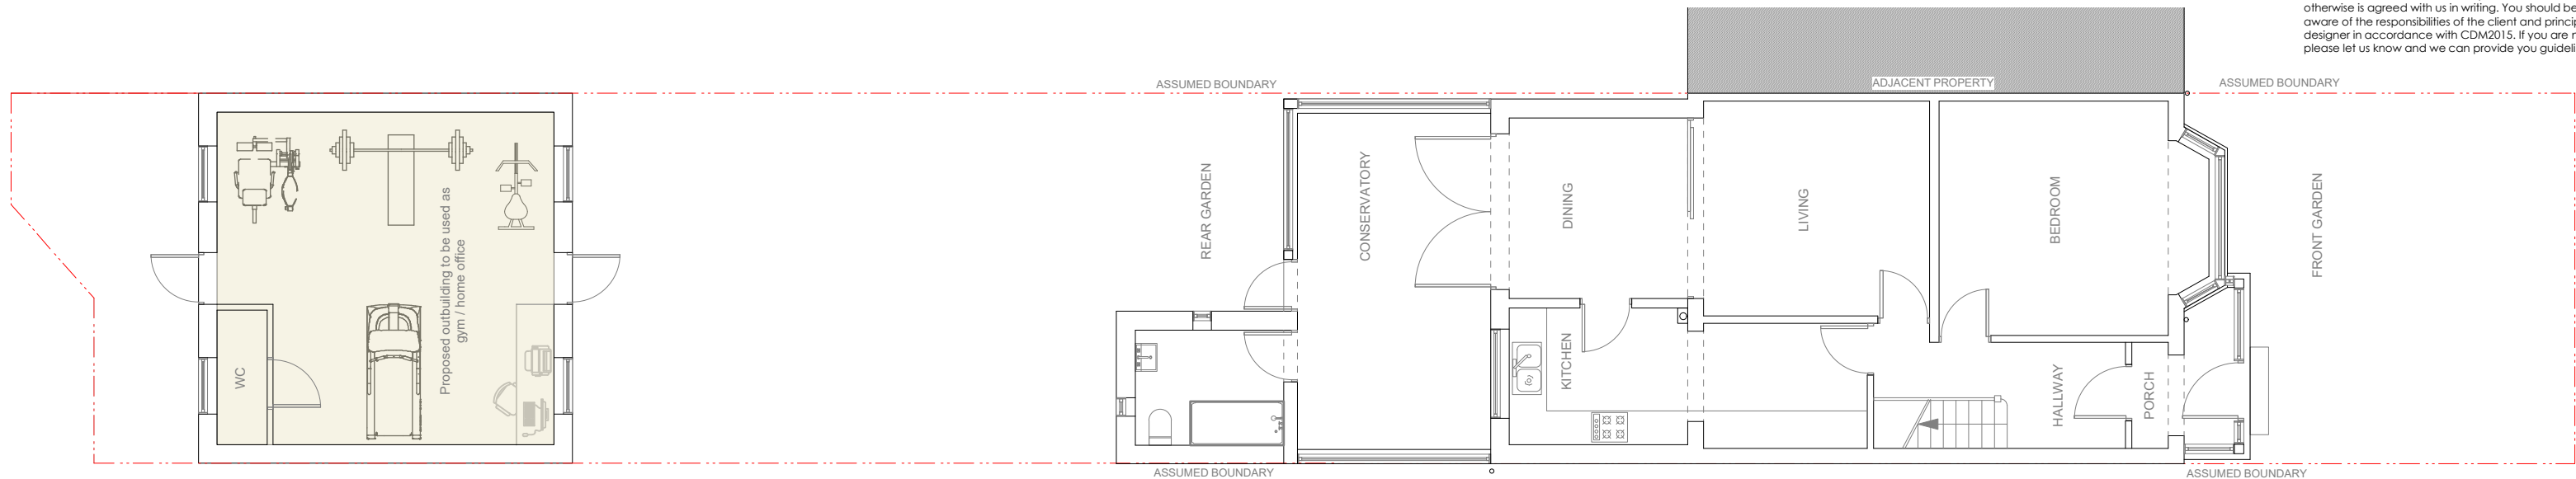 otherwise is agreed with us in writing. You should be
aware of the responsibilities of the client and
designer in accordance with CDM2015. If you are
please let us know and we can provide you
ASSUMED BOUNDARY
ADJACENT PROPERTY
ASSUMED BOUNDARY
Proposed outbuilding to be used as
gym / home office
WC
REAR GARDEN
CONSERVATORY
DINING
LIVING
BEDROOM
FRONT GARDEN
KITCHEN
HALLWAY
PORCH
ASSUMED BOUNDARY
ASSUMED BOUNDARY